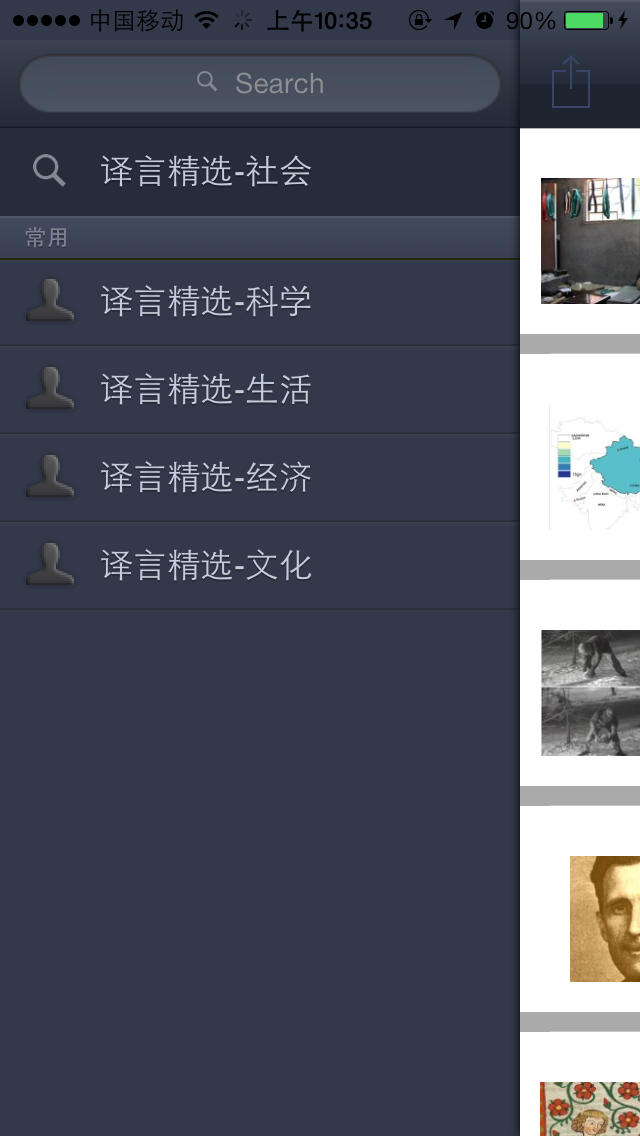 中国移动 上午10:35 90%
Search
译言精选-社会
常用
译言精选-科学
译言精选-生活
译言精选-经济
译言精选-文化